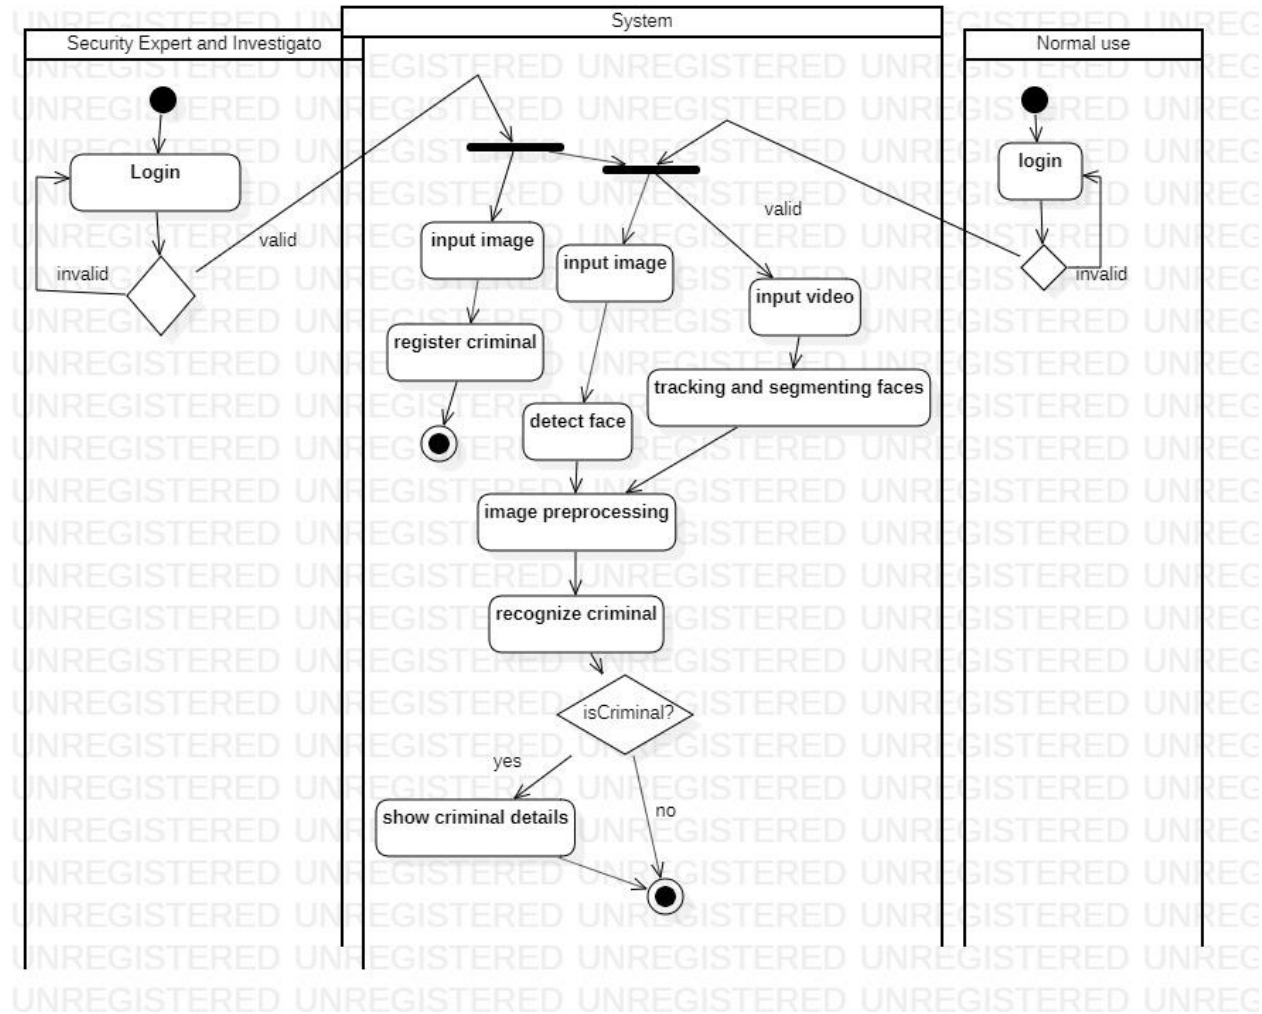 System
Security Expert and Investigato
Normal use
Login
login
valid
invalid
valid
invalid
input image
input image
input video
register criminal
tracking and segmenting faces
detect face
image preprocessing
recognize criminal
isCriminal?
yes
no
show criminal details
UNREGISTERED UNREGISTERED UNREGISTERED UNREGISTERED UNREG